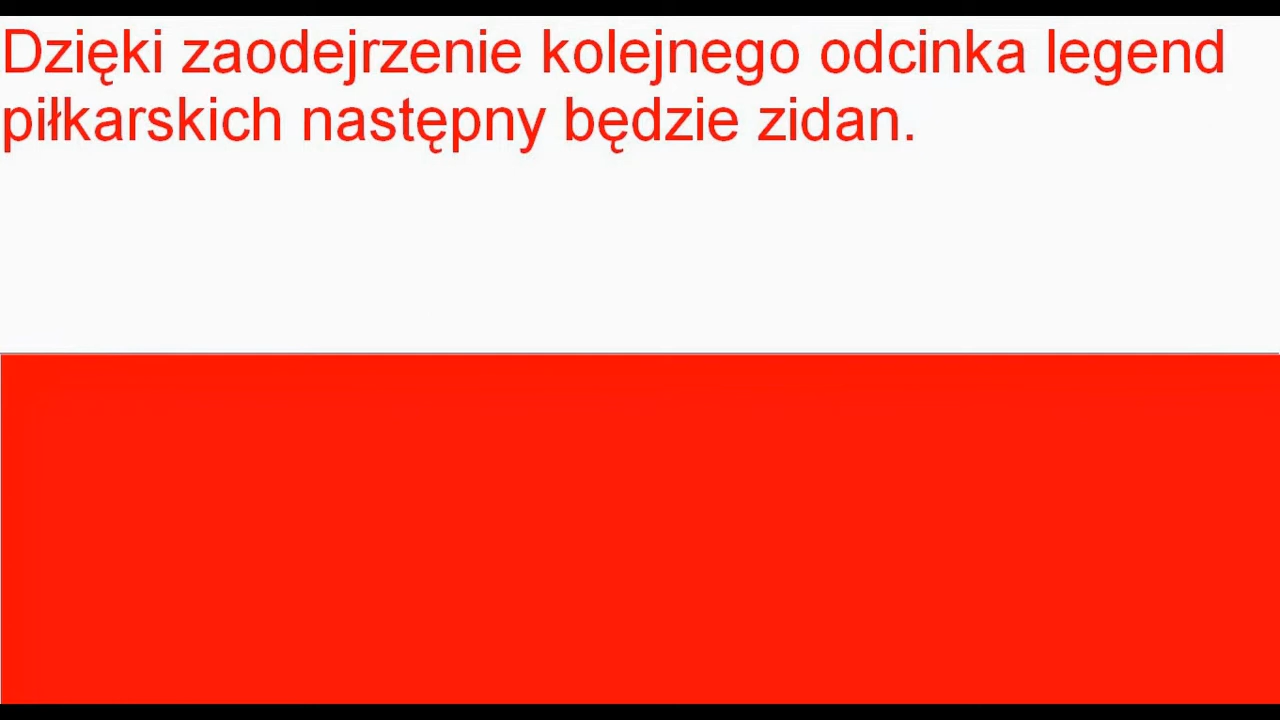 Dzięki zaodejrzenie kolejnego odcinka legend
piłkarskich następny będzie zidan.